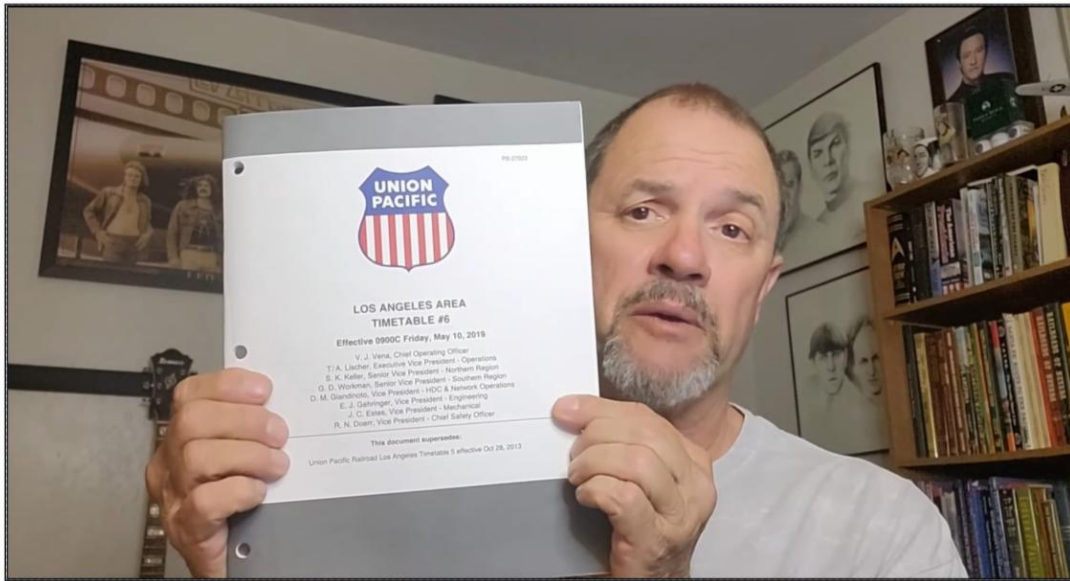 PB-27023
UNION
PACIFIC
LOS ANGELES AREA
TIMETABLE #6
Effective 0900C Friday, May 10, 2019
V. J. Vena, Chief Operating Officer
T. A. Lischer, Executive Vice President - Operations
S. K. Keller, Senior Vice President - Northern Region
G. D. Workman, Senior Vice President - Southern Region
D. M. Giandinoto, Vice President - HDC & Network Operations
E. J. Gehringer, Vice President - Engineering
J. C. Estes, Vice President - Mechanical
R. N. Doerr, Vice President - Chief Safety Officer
This document supersedes:
Union Pacific Railroad Los Angeles Timetable 5 effective Oct 28, 2013